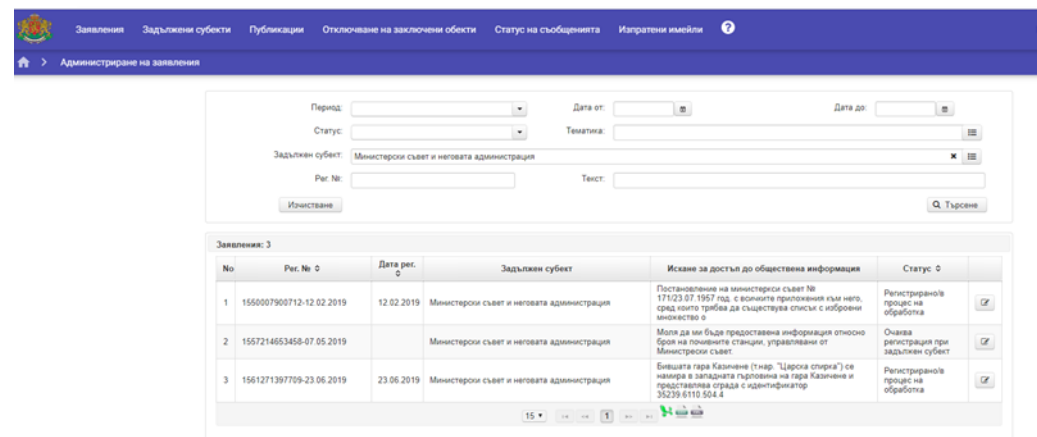 Заявления Задължени субекти Публикации Отключване на заключени обекти Статус на съобщенията Изпратени имейли ?
> Администриране на заявления
Период: Дата от: Дата до:
Статус: Тематика:
Задължен субект: Министерски съвет и неговата администрация
Рег. №: Текст:
Изчистване Търсене
Заявления: 3
No Рег. № Дата рег. Задължен субект Искане за достъп до обществена информация Статус
1 1550007900712-12.02.2019 12.02.2019 Министерски съвет и неговата администрация
Постановление на министерски съвет №
171/23.07.1957 год. с всичките приложения към него,
сред които трябва да съществува списък с изброени
множество о
Регистрирано/в
процес на
обработка
2 1557214653458-07.05.2019 Министерски съвет и неговата администрация
Моля да ми бъде предоставена информация относно
броя на почивните станции, управлявани от
Министрески съвет.
Очаква
регистрация при
задължен субект
3 1561271397709-23.06.2019 23.06.2019 Министерски съвет и неговата администрация
Бившата гара Казичене (т.нар. "Царска спирка") се
намира в западната гърловина на гара Казичене и
представлява сграда с идентификатор
35239.6110.504.4
Регистрирано/в
процес на
обработка
15 1